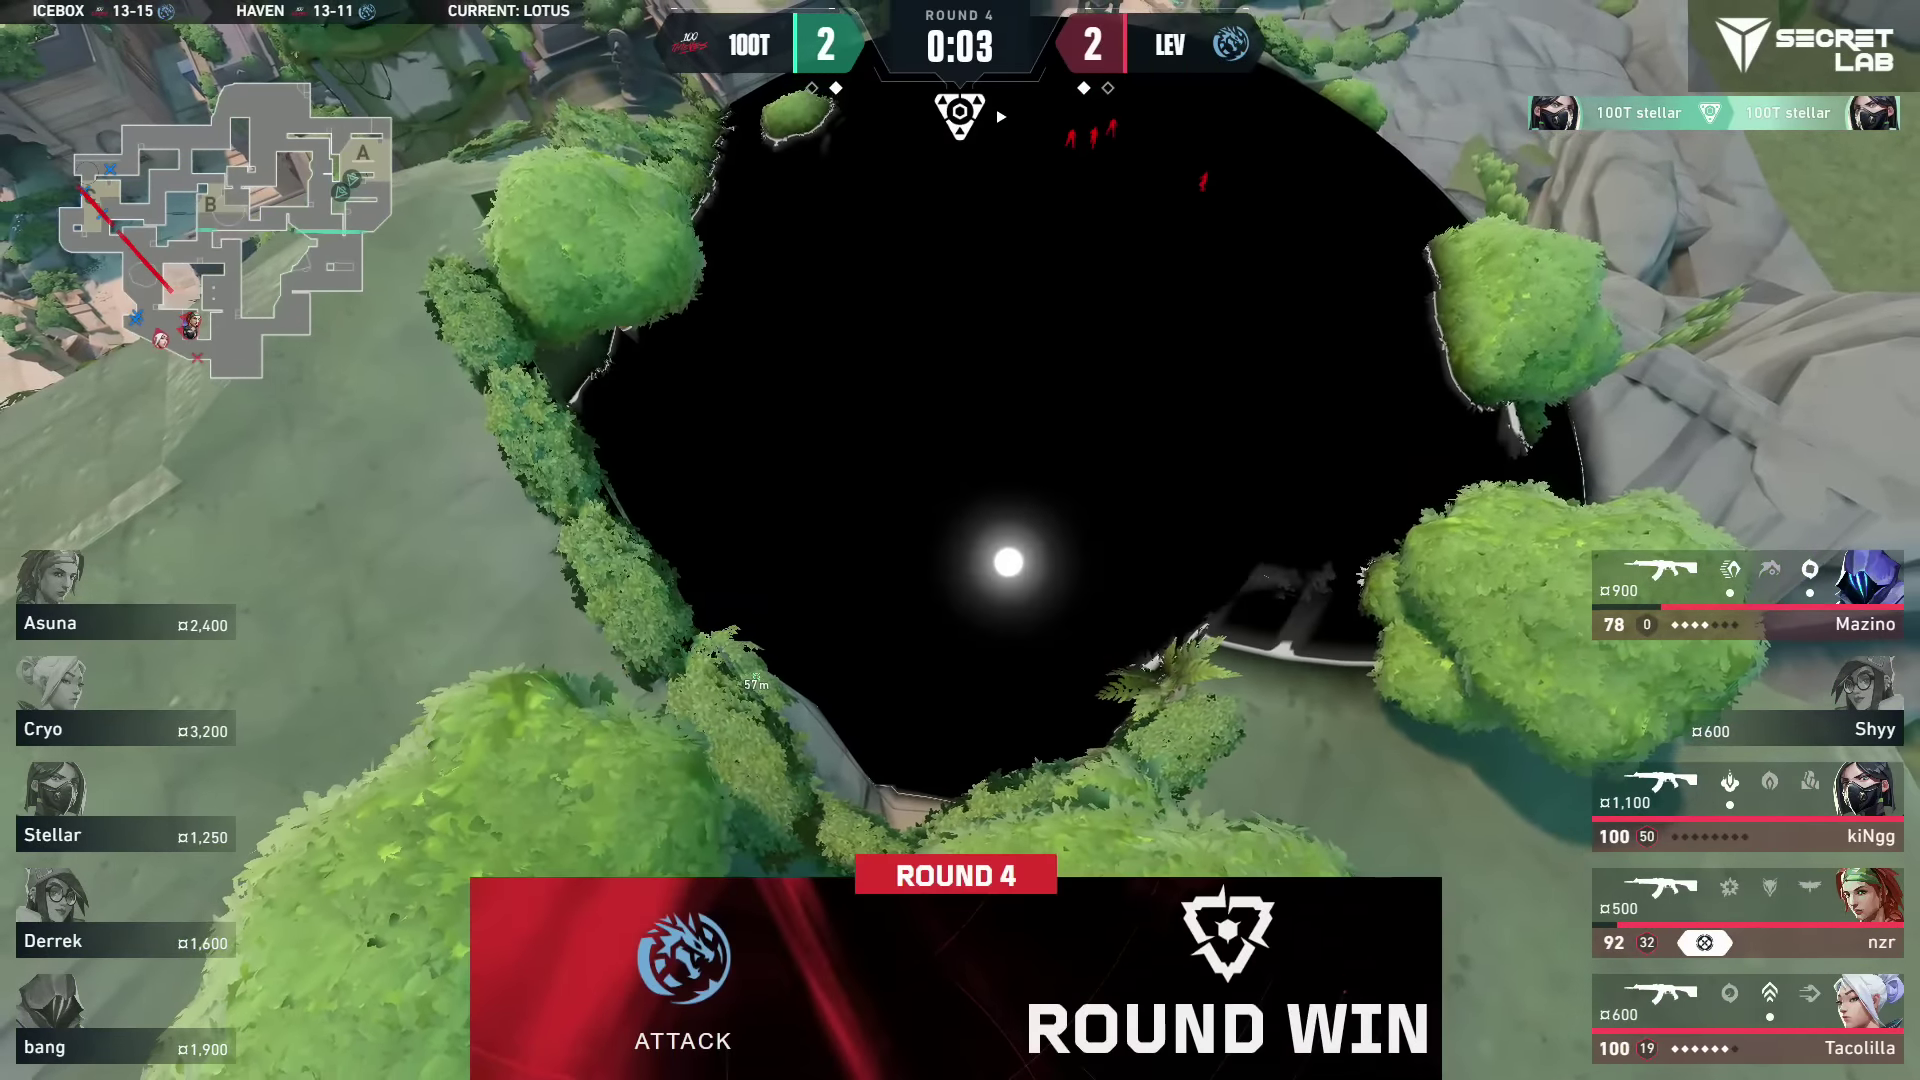 ICEBOX 100 THIEVES 13-15
HAVEN 13-11
CURRENT: LOTUS
100T
2
ROUND 4
0:03
2
LEV
SECRET
LAB
100T stellar
100T stellar
A
B
C
57m
Asuna
¤2,400
Cryo
¤3,200
Stellar
¤1,250
Derrek
¤1,600
bang
¤1,900
¤900
78 0 Mazino
¤600 Shyy
¤1,100
100 50 kiNgg
¤500
92 32 nzr
¤600
100 19 Tacolilla
ROUND 4
ATTACK
ROUND WIN